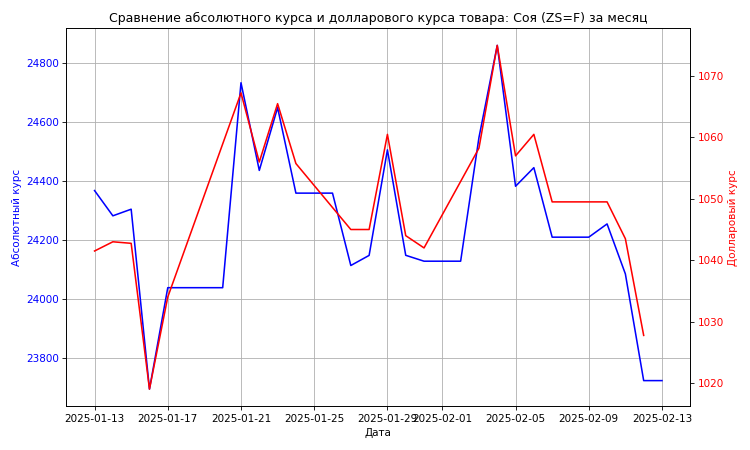 Сравнение абсолютного курса и долларового курса товара: Соя (ZS=F) за месяц
Абсолютный курс
24800
24600
24400
24200
24000
23800
1070
1060
1050
1040
1030
1020
Долларовый курс
2025-01-13 2025-01-17 2025-01-21 2025-01-25 2025-01-29 2025-02-01 2025-02-05 2025-02-09 2025-02-13
Дата